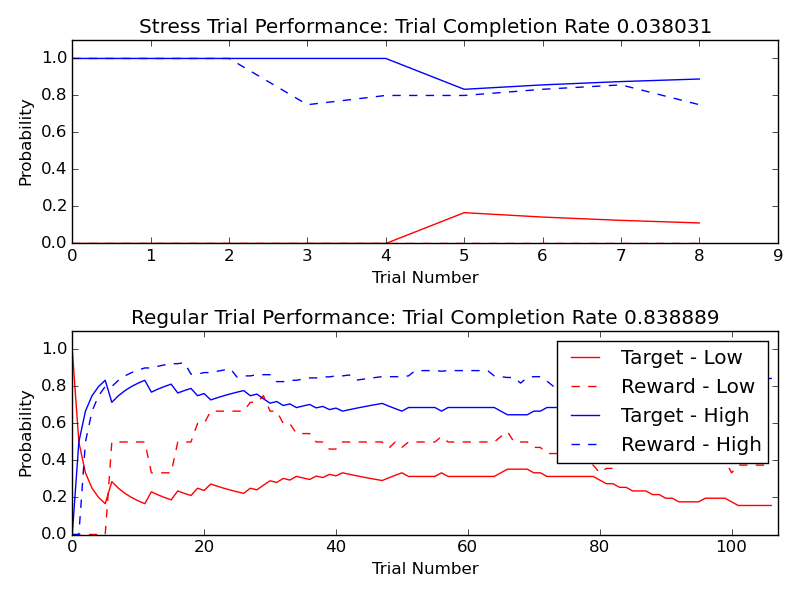 Stress Trial Performance: Trial Completion Rate 0.038031
1.0
0.8
0.6
0.4
0.2
0.0
Probability
0 1 2 3 4 5 6 7 8 9
Trial Number
Regular Trial Performance: Trial Completion Rate 0.838889
1.0
0.8
0.6
0.4
0.2
0.0
Probability
Target - Low
Reward - Low
Target - High
Reward - High
0 20 40 60 80 100
Trial Number